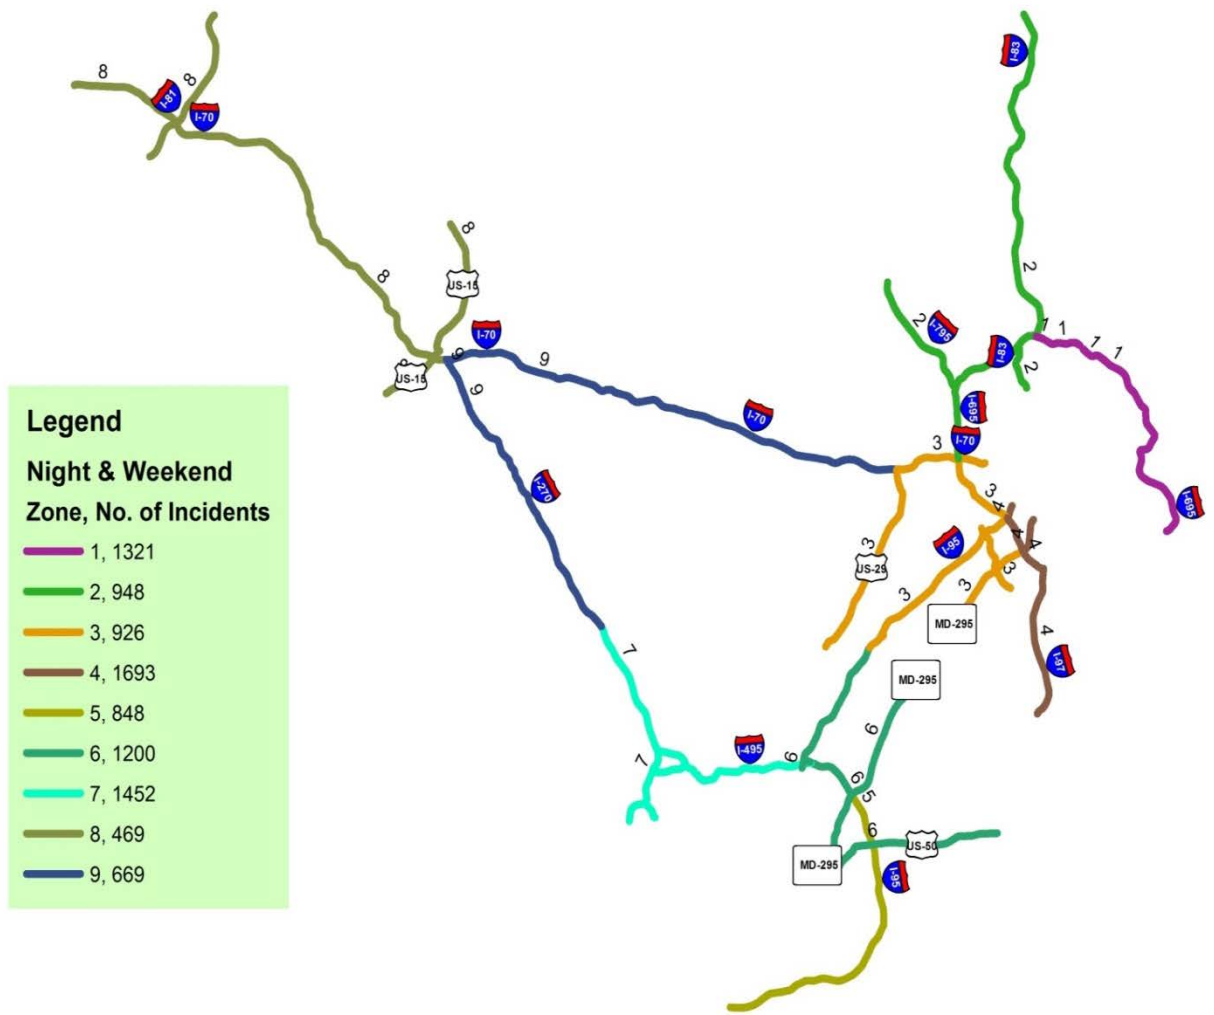 I-83
8
8
I-81
I-70
8
US-15
8
2
I-70
2
I-795
I-83
1
1
1
1
9
9
2
8
US-15
9
I-695
I-70
I-70
3
Legend
Night & Weekend
Zone, No. of Incidents
1, 1321
2, 948
3, 926
4, 1693
5, 848
6, 1200
7, 1452
8, 469
9, 669
I-270
3
4
I-695
4
4
I-95
3
US-29
3
3
3
MD-295
4
I-97
7
MD-295
6
I-495
7
6
6
5
6
US-50
MD-295
I-95